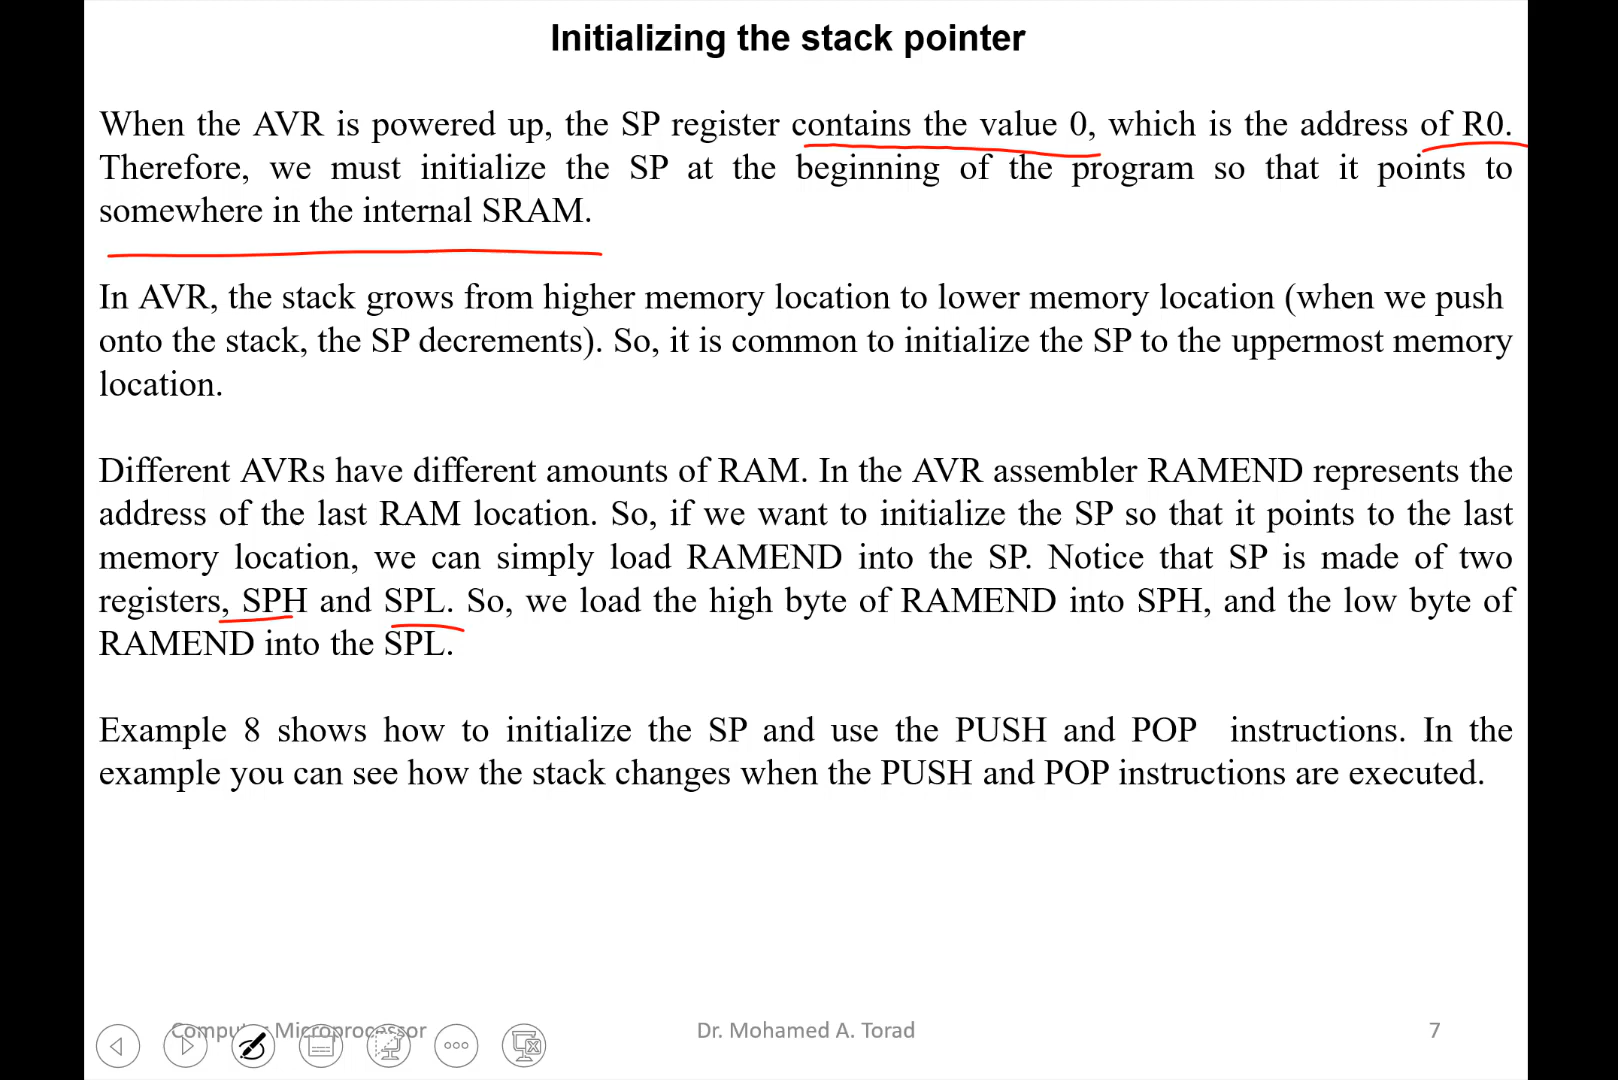 Initializing the stack pointer
When the AVR is powered up, the SP register contains the value 0, which is the address of R0.
Therefore, we must initialize the SP at the beginning of the program so that it points to
somewhere in the internal SRAM.
In AVR, the stack grows from higher memory location to lower memory location (when we push
onto the stack, the SP decrements). So, it is common to initialize the SP to the uppermost memory
location.
Different AVRs have different amounts of RAM. In the AVR assembler RAMEND represents the
address of the last RAM location. So, if we want to initialize the SP so that it points to the last
memory location, we can simply load RAMEND into the SP. Notice that SP is made of two
registers, SPH and SPL. So, we load the high byte of RAMEND into SPH, and the low byte of
RAMEND into the SPL.
Example 8 shows how to initialize the SP and use the PUSH and POP instructions. In the
example you can see how the stack changes when the PUSH and POP instructions are executed.
Computer Microprocessor
Dr. Mohamed A. Torad
7